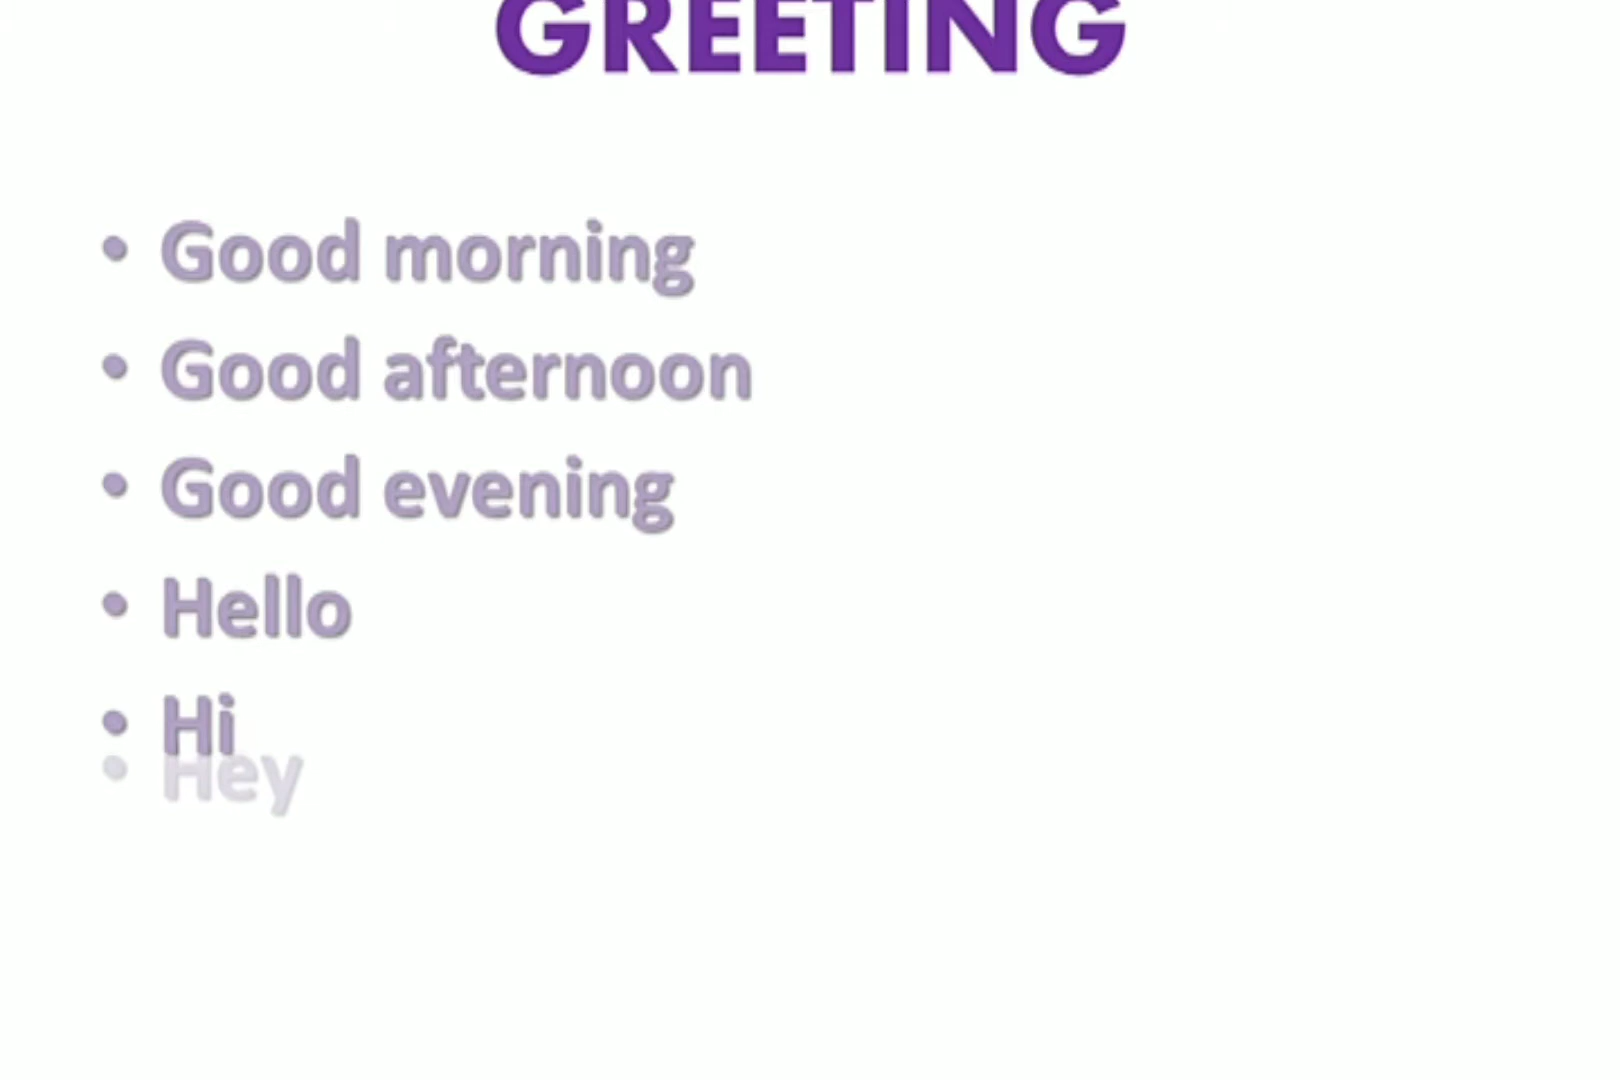 GREETING
• Good morning
• Good afternoon
• Good evening
• Hello
• Hi
• Hey